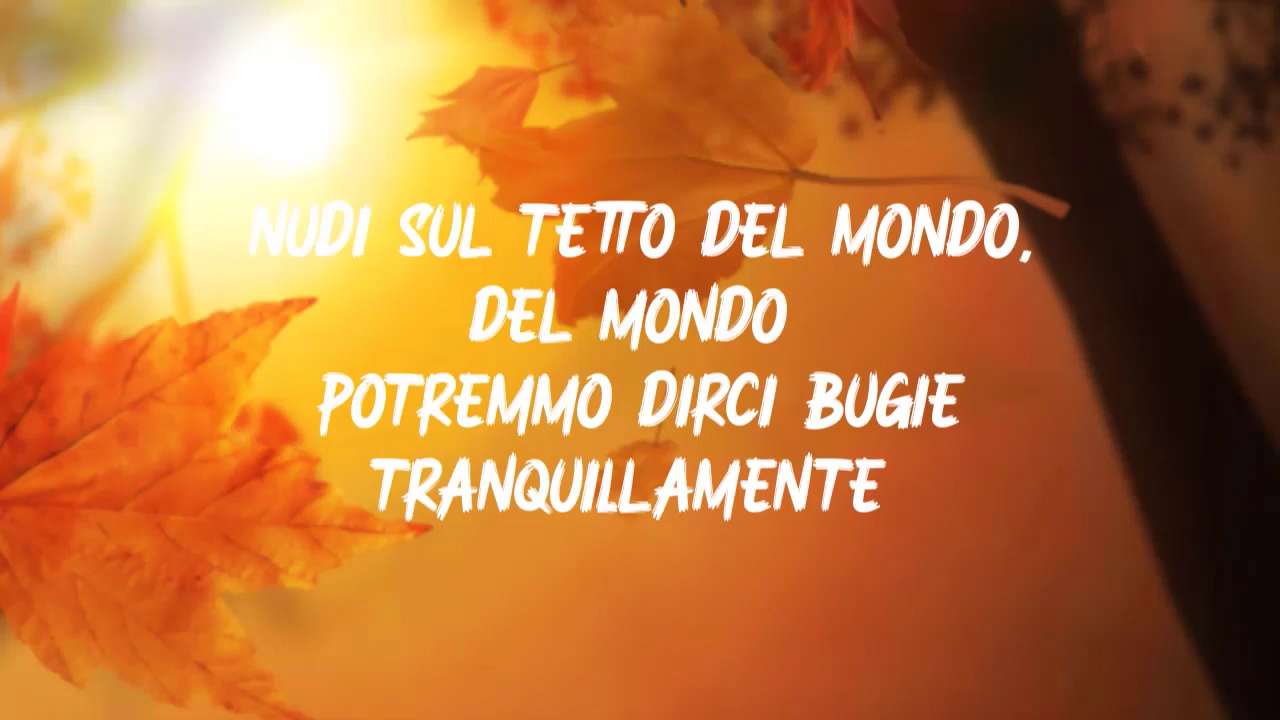 NUDI SUL TETTO DEL MONDO,
DEL MONDO
POTREMMO DIRCI BUGIE
TRANQUILLAMENTE